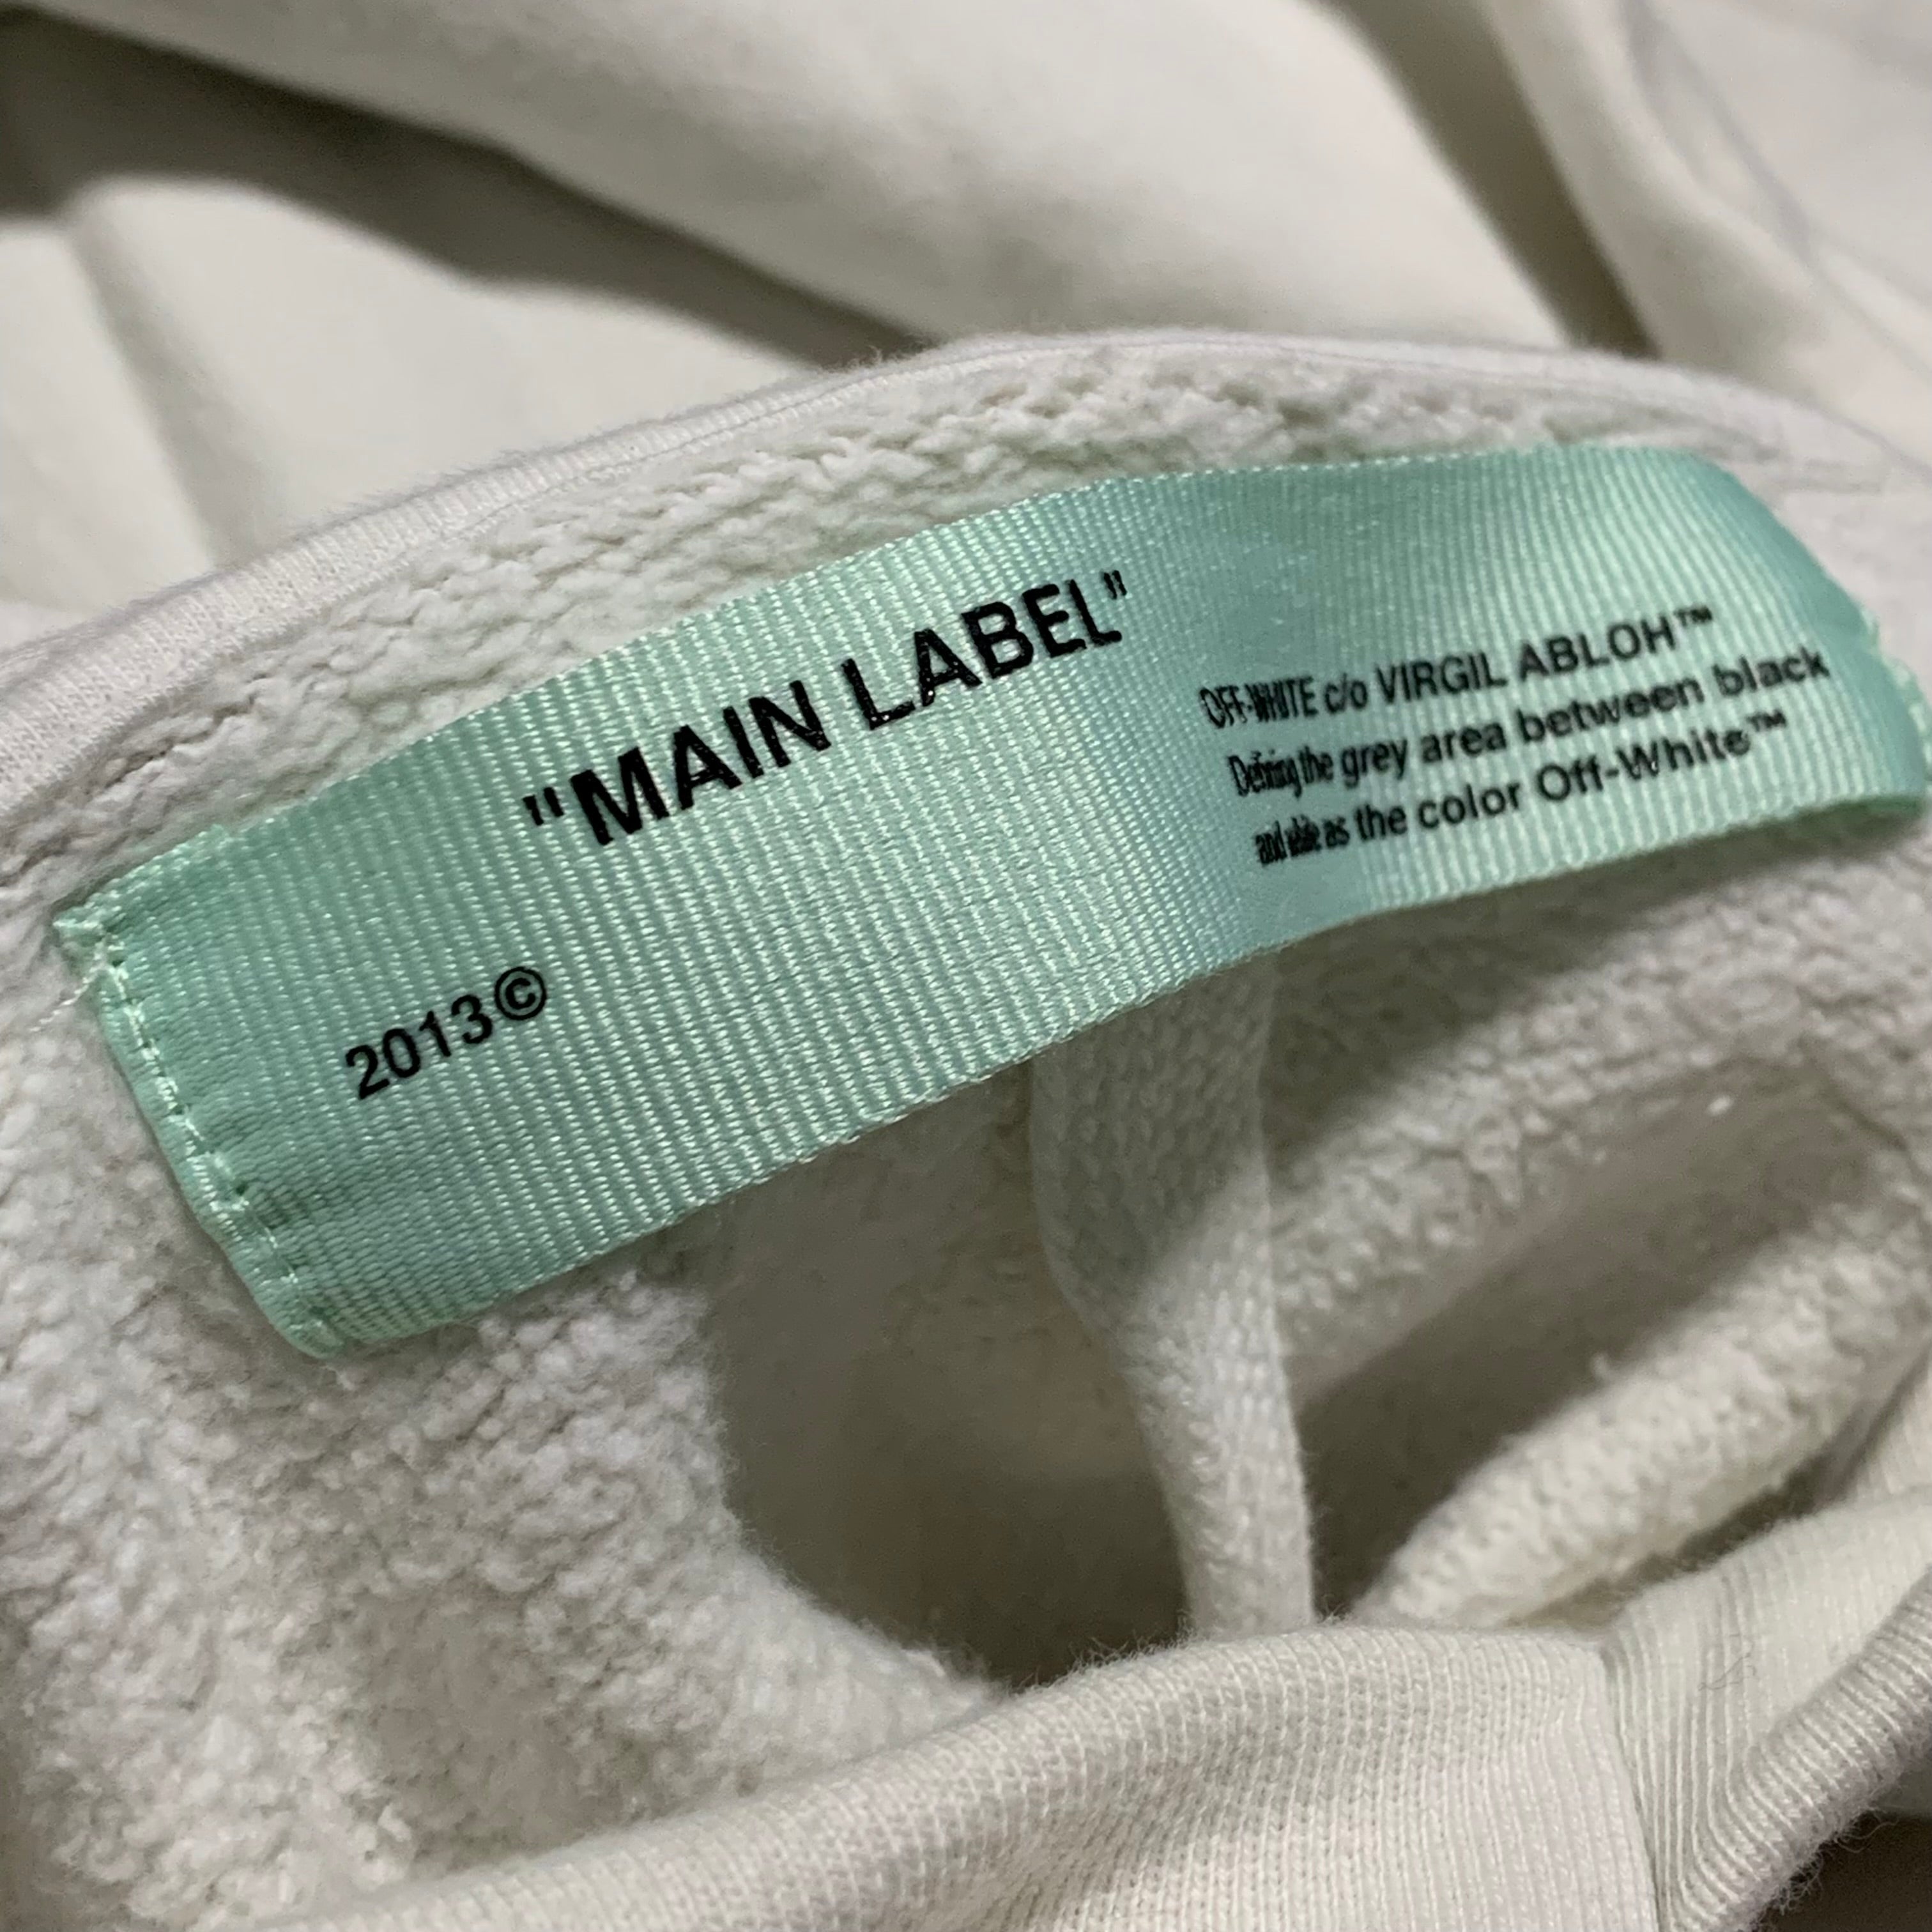 "MAIN LABEL"
2013©
OFF-WHITE c/o VIRGIL ABLOH™
Defining the grey area between black
and white as the color Off-White™